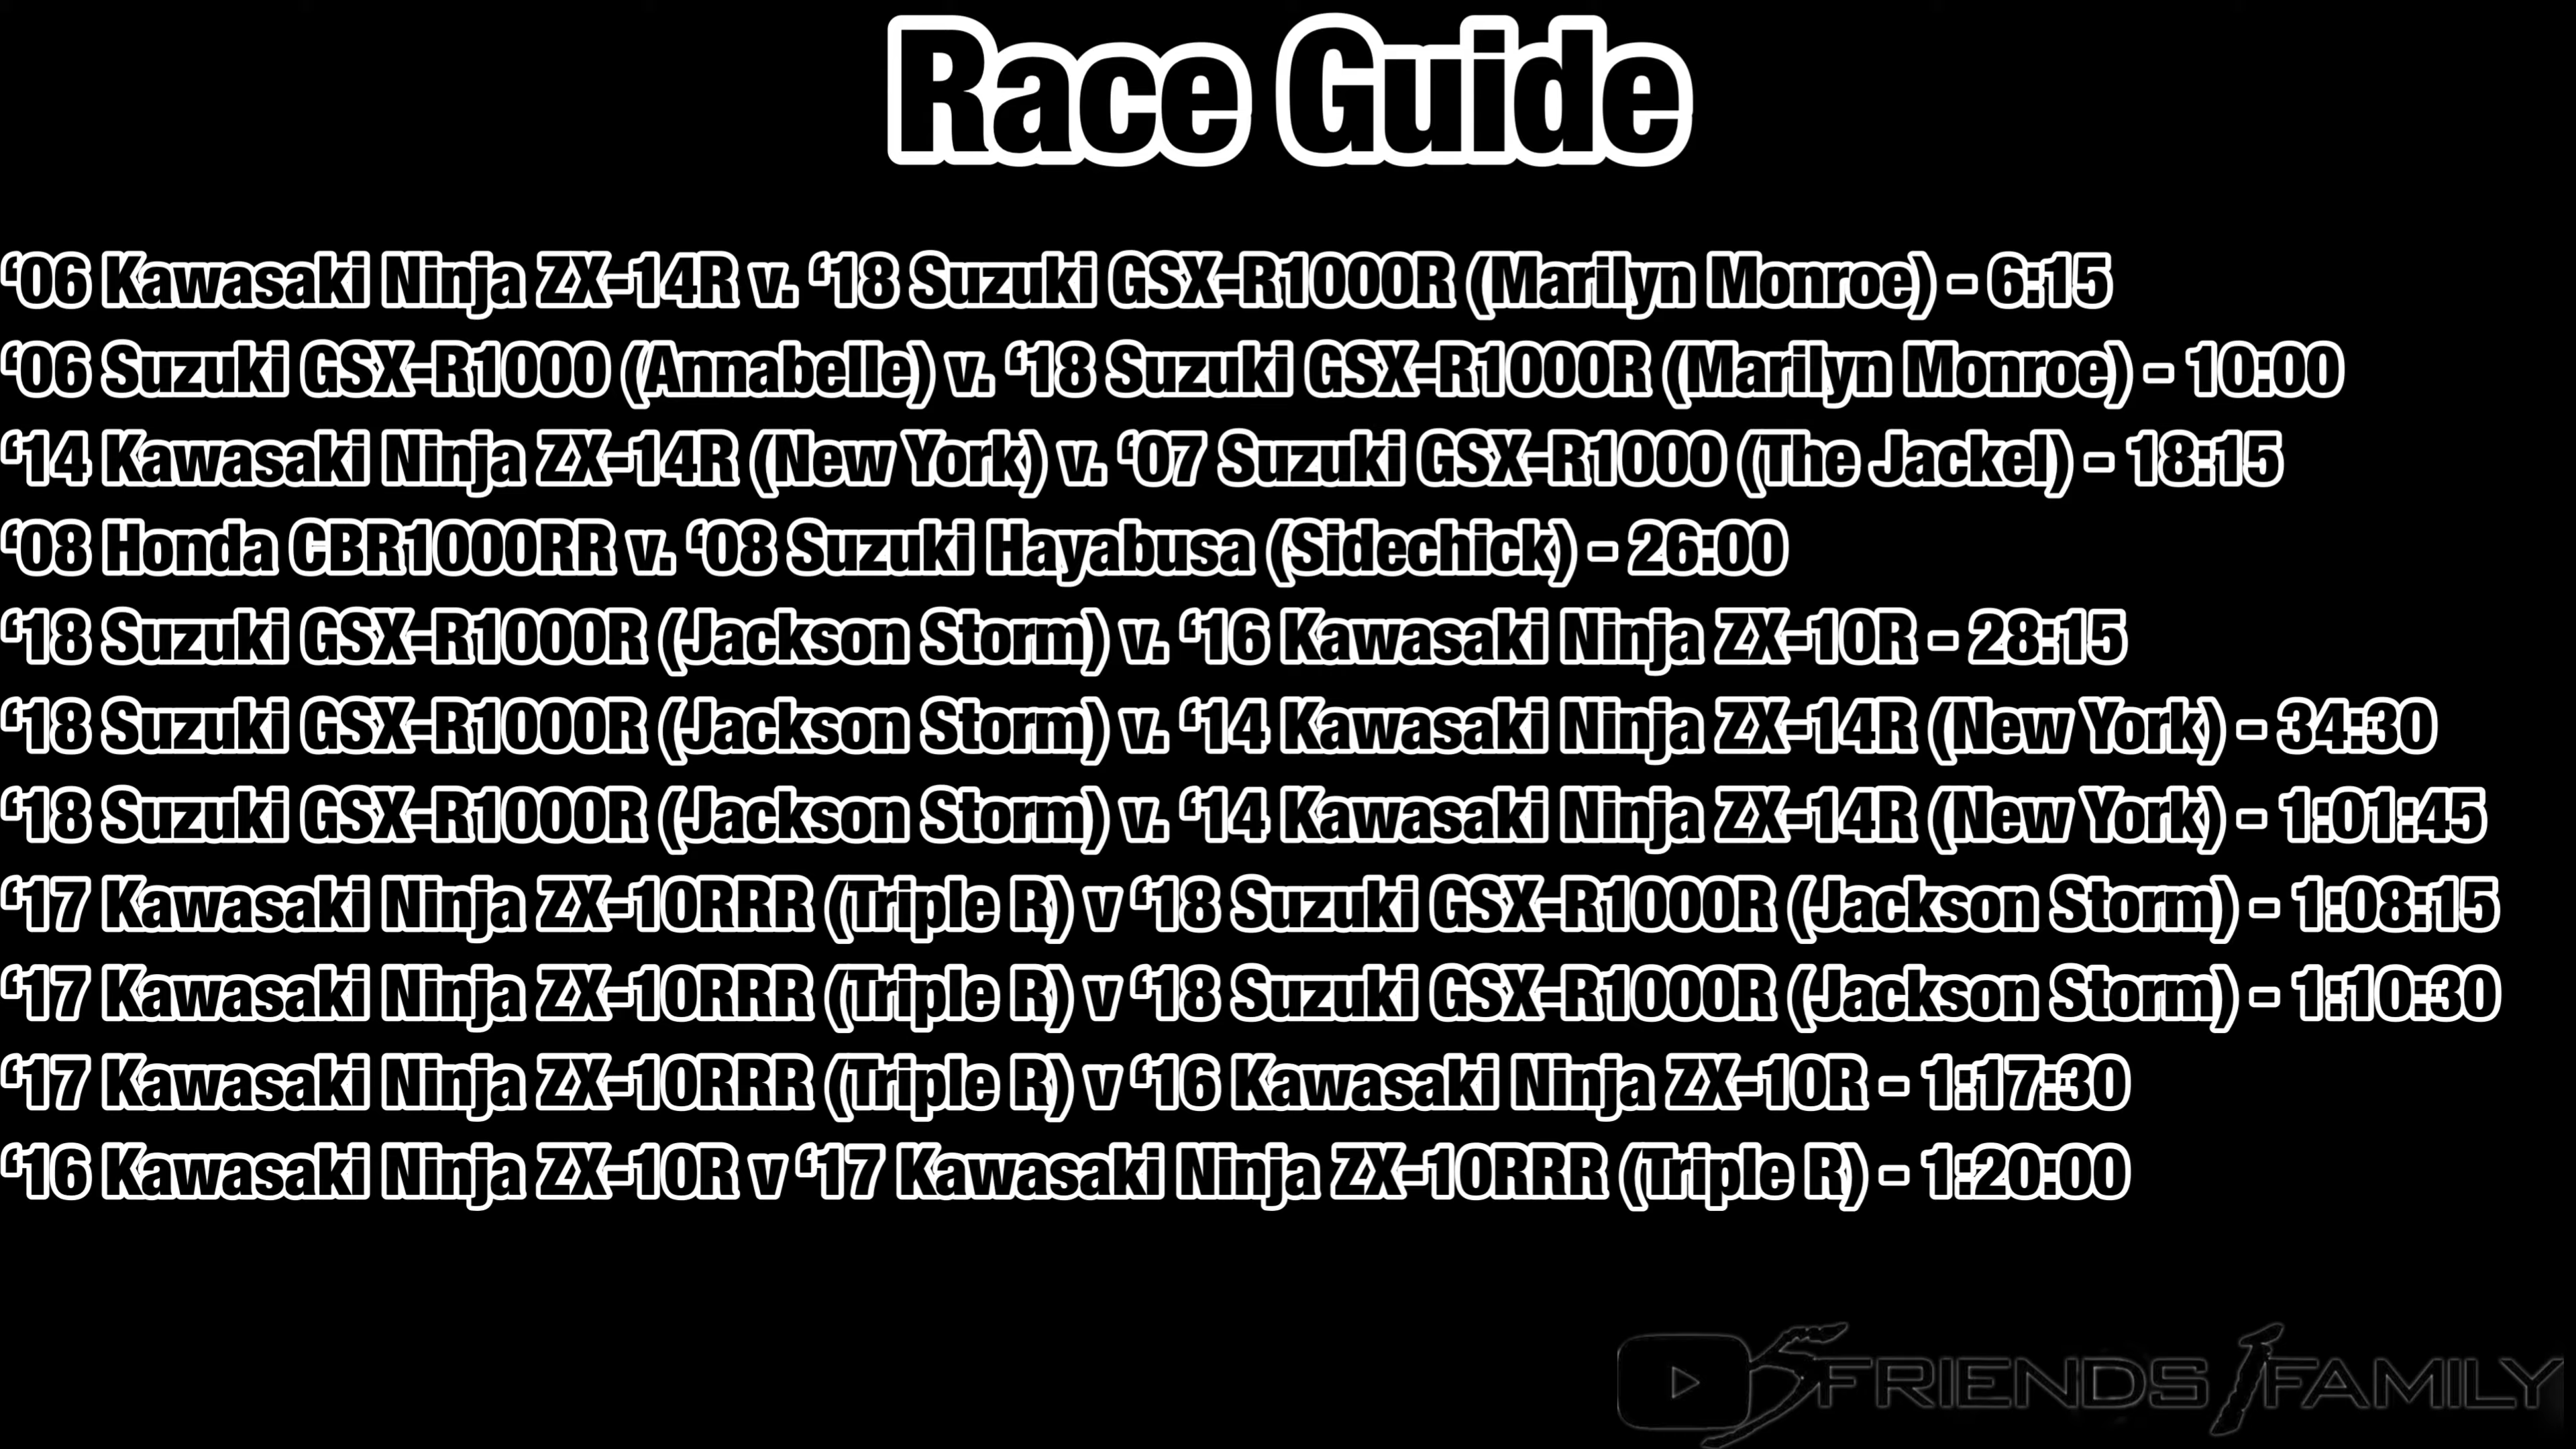 Race Guide
‘06 Kawasaki Ninja ZX-14R v. ‘18 Suzuki GSX-R1000R (Marilyn Monroe) - 6:15
‘06 Suzuki GSX-R1000 (Annabelle) v. ‘18 Suzuki GSX-R1000R (Marilyn Monroe) - 10:00
‘14 Kawasaki Ninja ZX-14R (New York) v. ‘07 Suzuki GSX-R1000 (The Jackel) - 18:15
‘08 Honda CBR1000RR v. ‘08 Suzuki Hayabusa (Sidechick) - 26:00
‘18 Suzuki GSX-R1000R (Jackson Storm) v. ‘16 Kawasaki Ninja ZX-10R - 28:15
‘18 Suzuki GSX-R1000R (Jackson Storm) v. ‘14 Kawasaki Ninja ZX-14R (New York) - 34:30
‘18 Suzuki GSX-R1000R (Jackson Storm) v. ‘14 Kawasaki Ninja ZX-14R (New York) - 1:01:45
‘17 Kawasaki Ninja ZX-10RRR (Triple R) v ‘18 Suzuki GSX-R1000R (Jackson Storm) - 1:08:15
‘17 Kawasaki Ninja ZX-10RRR (Triple R) v ‘18 Suzuki GSX-R1000R (Jackson Storm) - 1:10:30
‘17 Kawasaki Ninja ZX-10RRR (Triple R) v ‘16 Kawasaki Ninja ZX-10R - 1:17:30
‘16 Kawasaki Ninja ZX-10R v ‘17 Kawasaki Ninja ZX-10RRR (Triple R) - 1:20:00
5FRIENDS1FAMILY